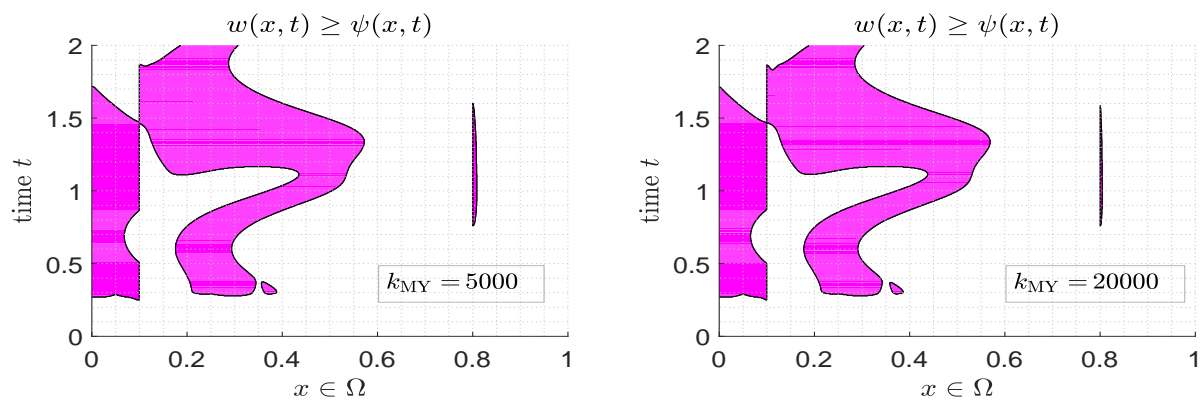 w(x, t) ≥ ψ(x, t)
2
1.5
1
0.5
0
time t
k_MY = 5000
0
0.2
0.4
0.6
0.8
1
x ∈ Ω
w(x, t) ≥ ψ(x, t)
2
1.5
1
0.5
0
time t
k_MY = 20000
0
0.2
0.4
0.6
0.8
1
x ∈ Ω